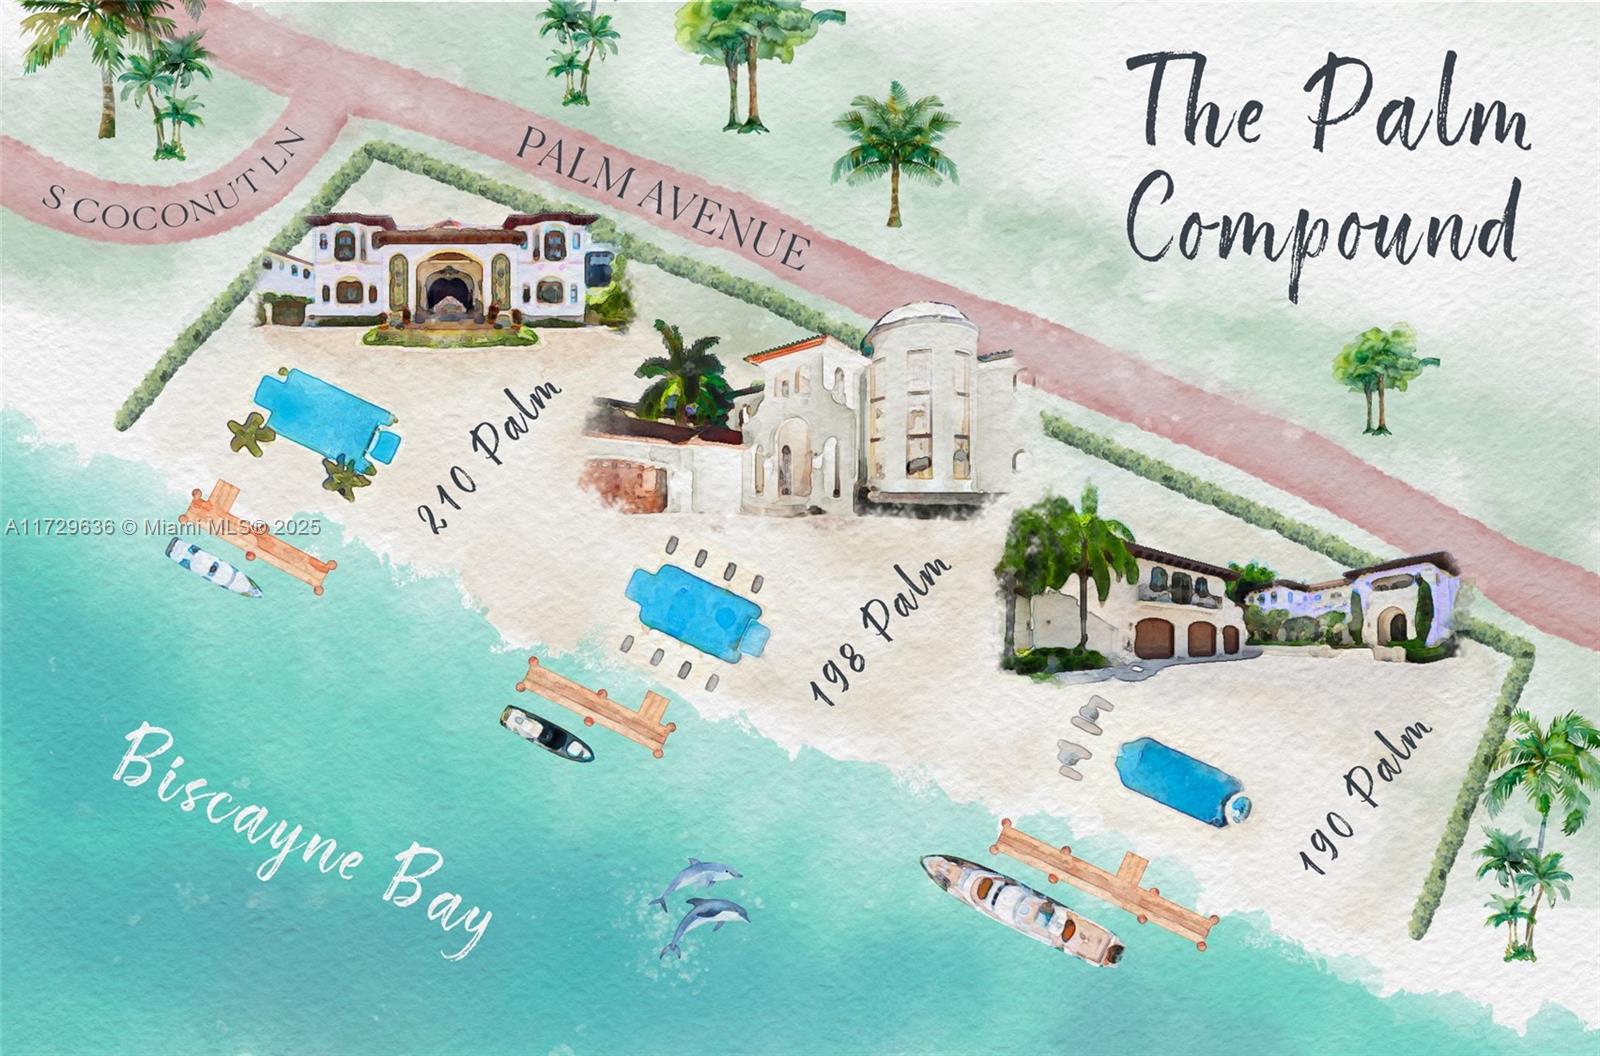 The Palm
Compound
S COCONUT LN
PALM AVENUE
210 Palm
198 Palm
190 Palm
A11729636 © Miami MLS® 2025
Biscayne Bay